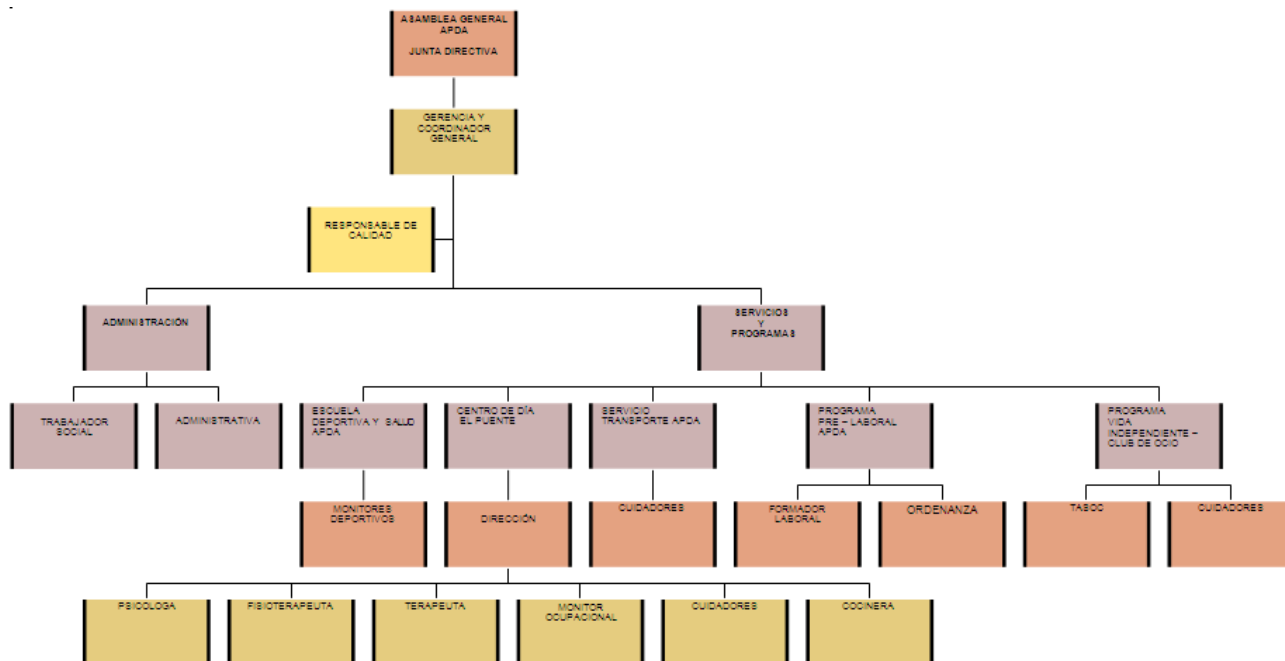 ASAMBLEA GENERAL
APDA
JUNTA DIRECTIVA
GERENCIA Y
COORDINADOR
GENERAL
RESPONSABLE DE
CALIDAD
ADMINISTRACIÓN
SERVICIOS
Y
PROGRAMAS
TRABAJADOR
SOCIAL
ADMINISTRATIVA
ESCUELA
DEPORTIVA Y SALUD
APDA
CENTRO DE DÍA
EL PUENTE
SERVICIO
TRANSPORTE APDA
PROGRAMA
PRE – LABORAL
APDA
PROGRAMA
VIDA
INDEPENDIENTE –
CLUB DE OCIO
MONITORES
DEPORTIVOS
DIRECCIÓN
CUIDADORES
FORMADOR
LABORAL
ORDENANZA
TASOC
CUIDADORES
PSICOLOGA
FISIOTERAPEUTA
TERAPEUTA
MONITOR
OCUPACIONAL
CUIDADORES
COCINERA